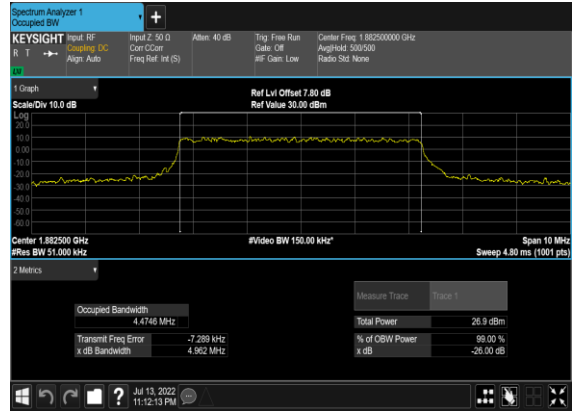 Spectrum Analyzer 1
Occupied BW
+
KEYSIGHT Input: RF Input Z: 50 Ω Atten: 40 dB Trig: Free Run Center Freq: 1.882500000 GHz
R T Coupling: DC Corr CCorr Gate: Off Avg|Hold: 500/500
Align: Auto Freq Ref: Int (S) #IF Gain: Low Radio Std: None
1 Graph
Ref Lvl Offset 7.80 dB
Scale/Div 10.0 dB Ref Value 30.00 dBm
Log
20.0
10.0
0.00
-10.0
-20.0
-30.0
-40.0
-50.0
-60.0
Center 1.882500 GHz #Video BW 150.00 kHz* Span 10 MHz
#Res BW 51.000 kHz Sweep 4.80 ms (1001 pts)
2 Metrics
Measure Trace Trace 1
Occupied Bandwidth
4.4746 MHz Total Power 26.9 dBm
Transmit Freq Error -7.289 kHz % of OBW Power 99.00 %
x dB Bandwidth 4.962 MHz x dB -26.00 dB
? Jul 13, 2022
11:12:13 PM